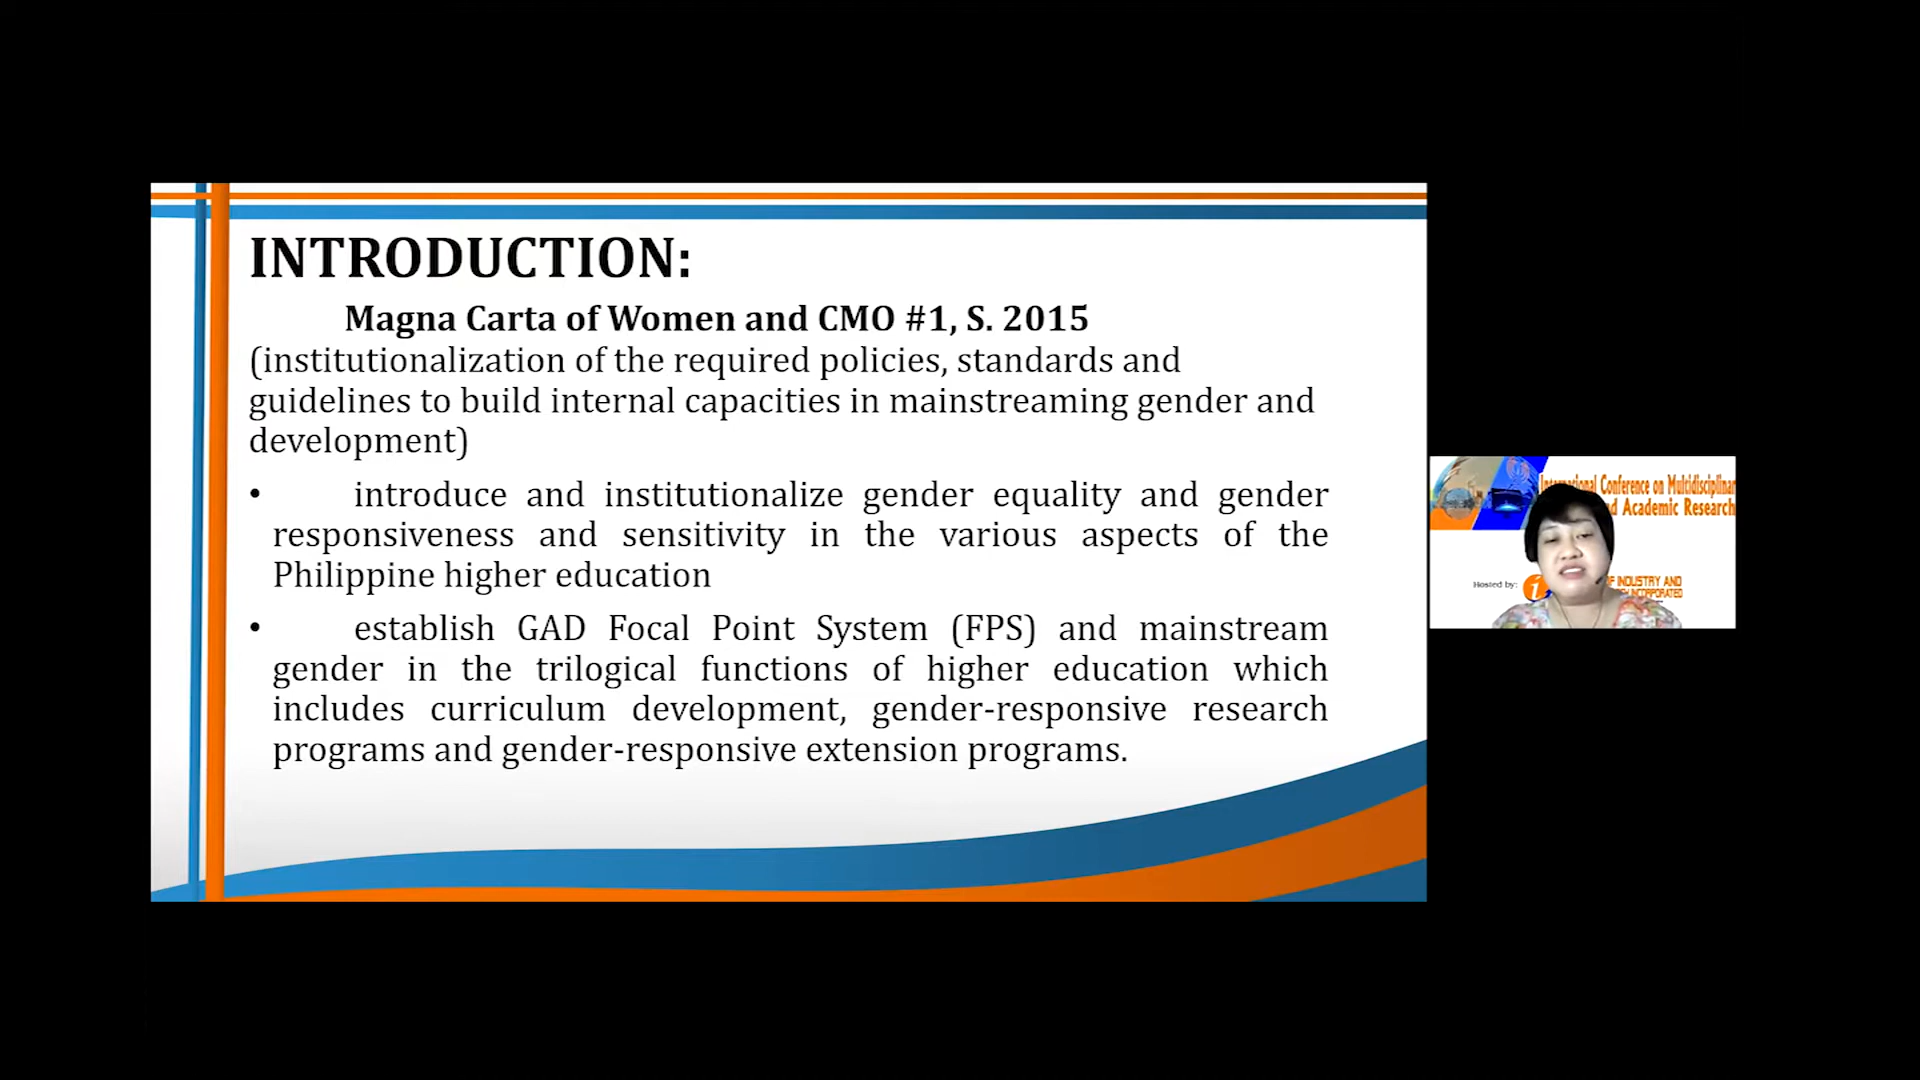 INTRODUCTION:
Magna Carta of Women and CMO #1, S. 2015
(institutionalization of the required policies, standards and
guidelines to build internal capacities in mainstreaming gender and
development)
• introduce and institutionalize gender equality and gender
responsiveness and sensitivity in the various aspects of the
Philippine higher education
• establish GAD Focal Point System (FPS) and mainstream
gender in the trilogical functions of higher education which
includes curriculum development, gender-responsive research
programs and gender-responsive extension programs.
International Conference on Multidisciplinar
d Academic Research
Hosted by:
OF INDUSTRY AND
INCORPORATED